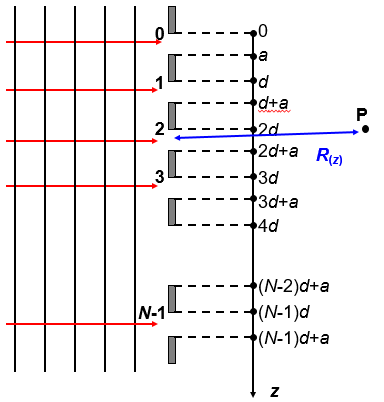 0 0
a
1 d
d+a
P
2 2d
R(z)
2d+a
3 3d
3d+a
4d
(N-2)d+a
N-1 (N-1)d
(N-1)d+a
z